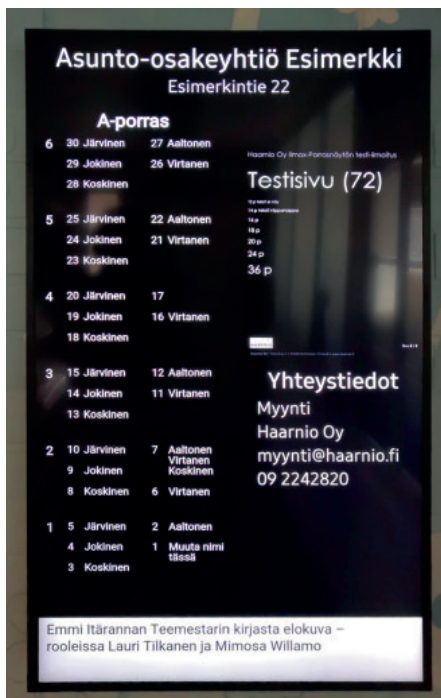 Asunto-osakeyhtiö Esimerkki
Esimerkintie 22
A-porras
6 30 Järvinen 27 Aaltonen
29 Jokinen 26 Virtanen
28 Koskinen
5 25 Järvinen 22 Aaltonen
24 Jokinen 21 Virtanen
23 Koskinen
4 20 Järvinen 17
19 Jokinen 16 Virtanen
18 Koskinen
3 15 Järvinen 12 Aaltonen
14 Jokinen 11 Virtanen
13 Koskinen
2 10 Järvinen 7 Aaltonen
Virtanen
9 Jokinen Koskinen
8 Koskinen 6 Virtanen
1 5 Järvinen 2 Aaltonen
4 Jokinen 1 Muuta nimi
tässä
3 Koskinen
Haarnio Oy Ilmox-Porrasnäytön testi-ilmoitus
Testisivu (72)
16 p
18 p
20 p
24 p
36 p
Yhteystiedot
Myynti
Haarnio Oy
myynti@haarnio.fi
09 2242820
Emmi Itärannan Teemestarin kirjasta elokuva –
rooleissa Lauri Tilkanen ja Mimosa Willamo